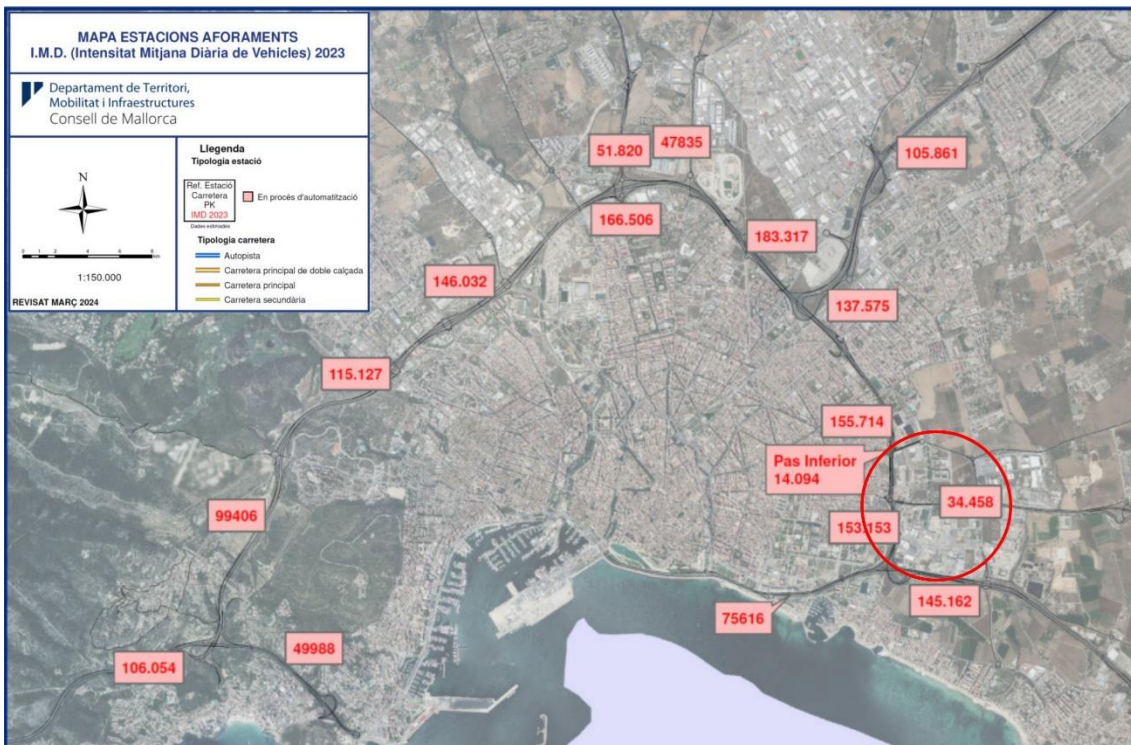 MAPA ESTACIONS AFORAMENTS
I.M.D. (Intensitat Mitjana Diària de Vehicles) 2023
Departament de Territori,
Mobilitat i Infraestructures
Consell de Mallorca
N
1:150.000
REVISAT MARÇ 2024
Llegenda
Tipologia estació
Ref. Estació
Carretera
PK
IMD 2023
Dades estimades
En procés d'automatització
Tipologia carretera
Autopista
Carretera principal de doble calçada
Carretera principal
Carretera secundària
51.820
47835
105.861
166.506
183.317
146.032
137.575
115.127
155.714
Pas Inferior
14.094
34.458
99406
153.153
145.162
75616
49988
106.054